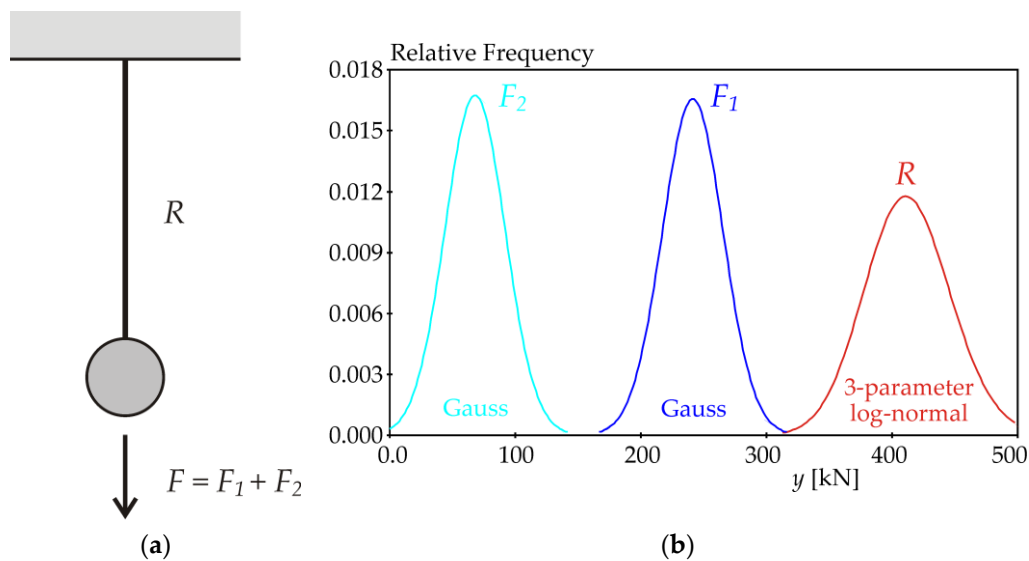 R
F = F1 + F2
(a)
Relative Frequency
0.018
0.015
0.012
0.009
0.006
0.003
0.000
F2
F1
R
Gauss
Gauss
3-parameter
log-normal
0.0 100 200 300 400 500
y [kN]
(b)